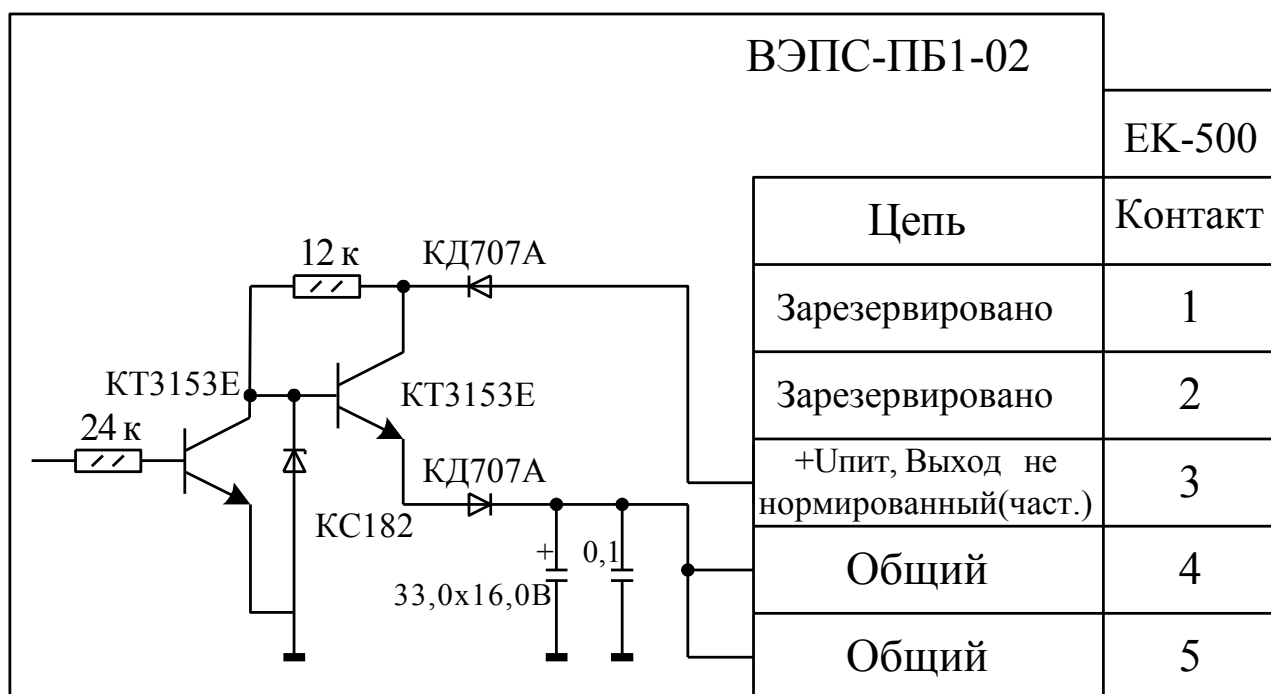 ВЭПС-ПБ1-02
EK-500
Цепь
Контакт
12 к
КД707А
Зарезервировано
1
КТ3153Е
КТ3153Е
Зарезервировано
2
24 к
+Uпит, Выход не
нормированный(част.)
3
КД707А
КС182
+
0,1
33,0х16,0В
Общий
4
Общий
5